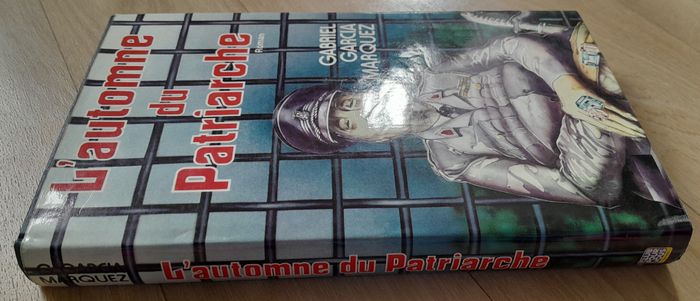 L'automne
du
Patriarche
Roman
GABRIEL
GARCIA
MARQUEZ
G. GARCIA
MARQUEZ
L'automne du Patriarche